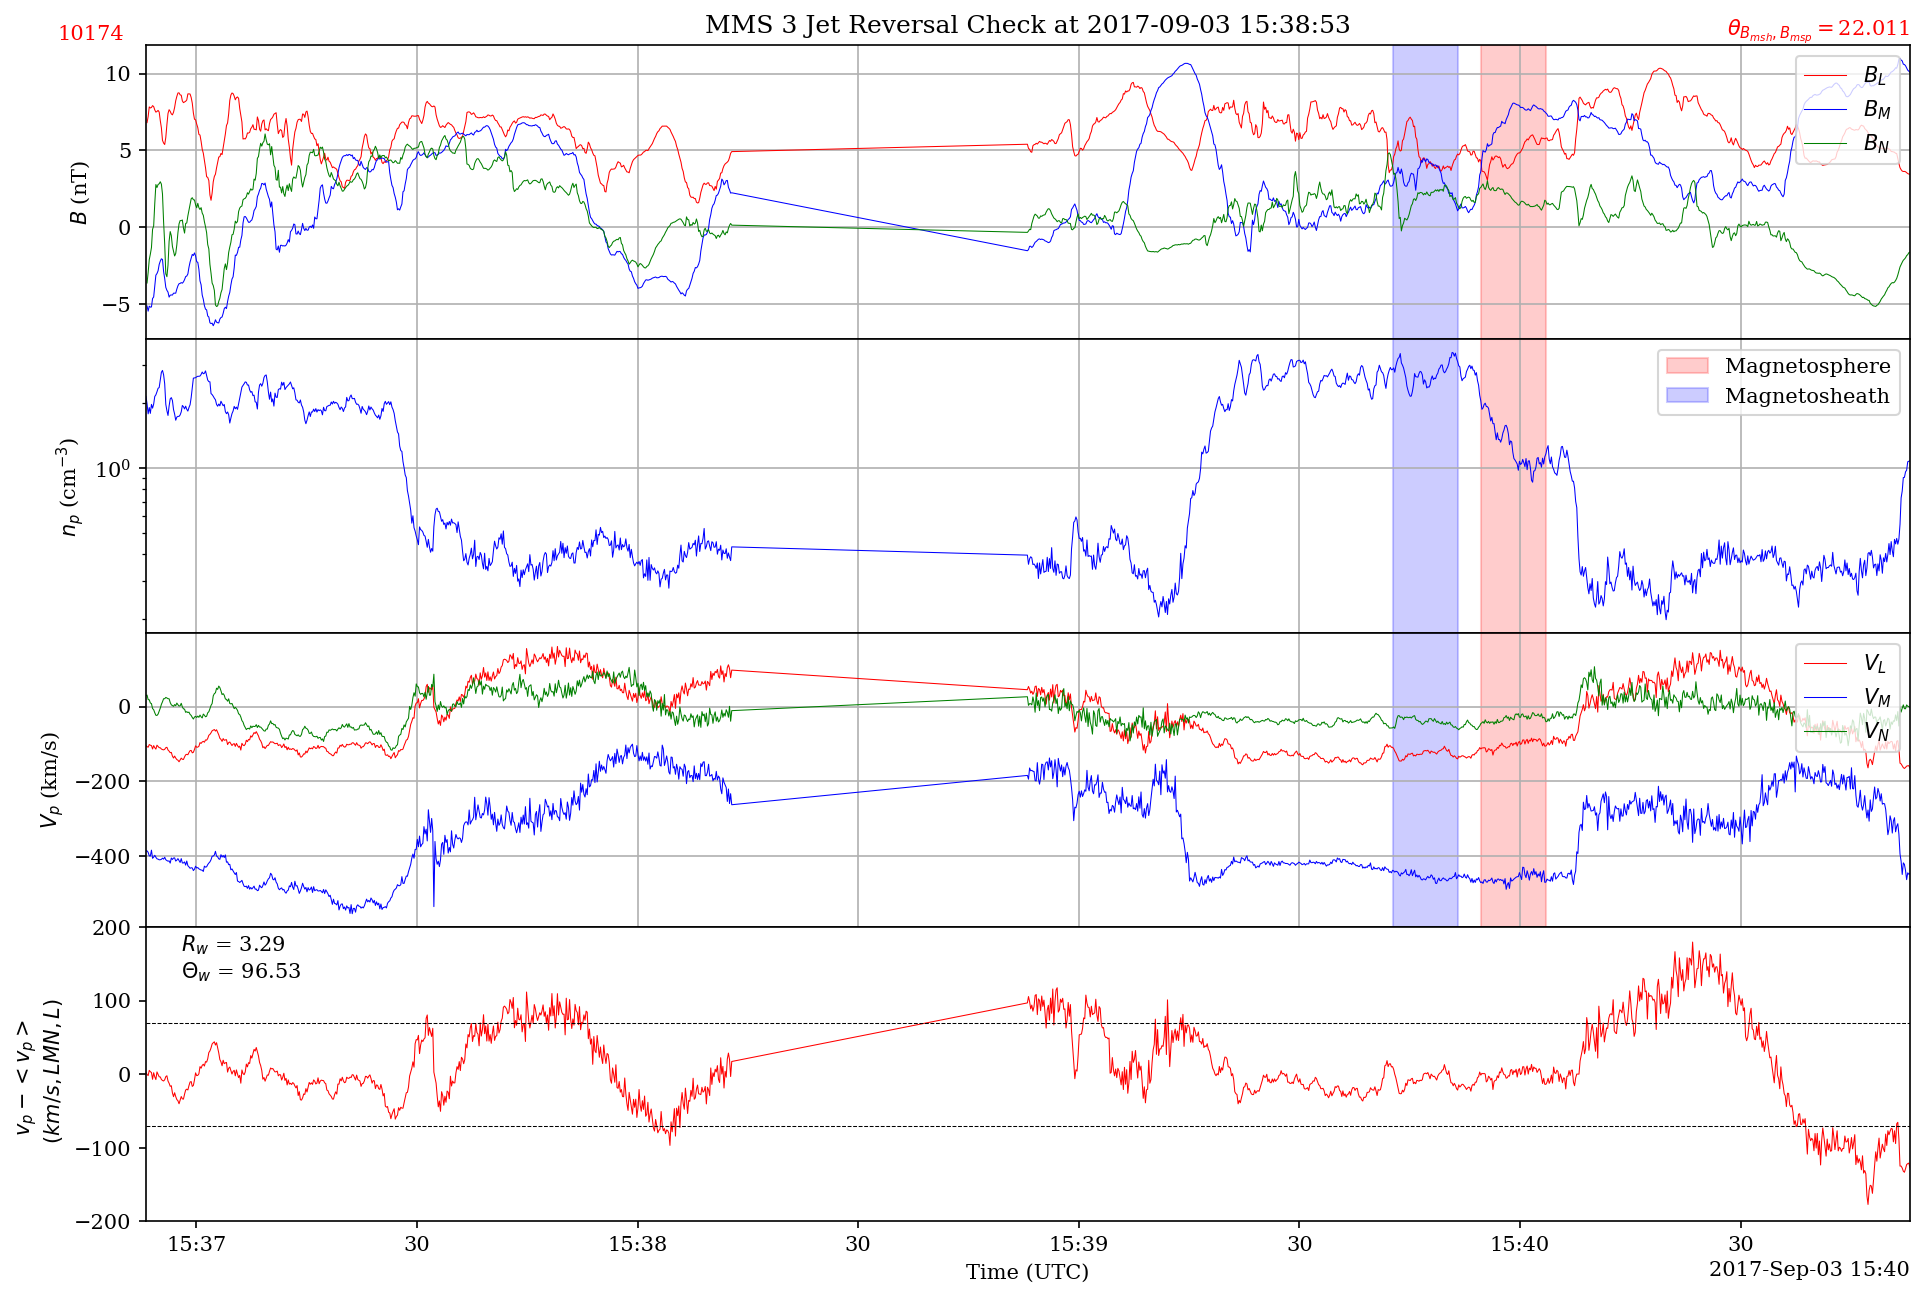 MMS 3 Jet Reversal Check at 2017-09-03 15:38:53
10174
θ_{B_{msh}, B_{msp}} = 22.011
10
5
0
−5
B (nT)
B_L
B_M
B_N
10^0
n_p (cm^{−3})
Magnetosphere
Magnetosheath
0
−200
−400
V_p (km/s)
V_L
V_M
V_N
200
100
0
−100
−200
v_p − < v_p >
(km/s, LMN, L)
R_w = 3.29
Θ_w = 96.53
15:37
30
15:38
30
15:39
30
15:40
30
Time (UTC)
2017-Sep-03 15:40